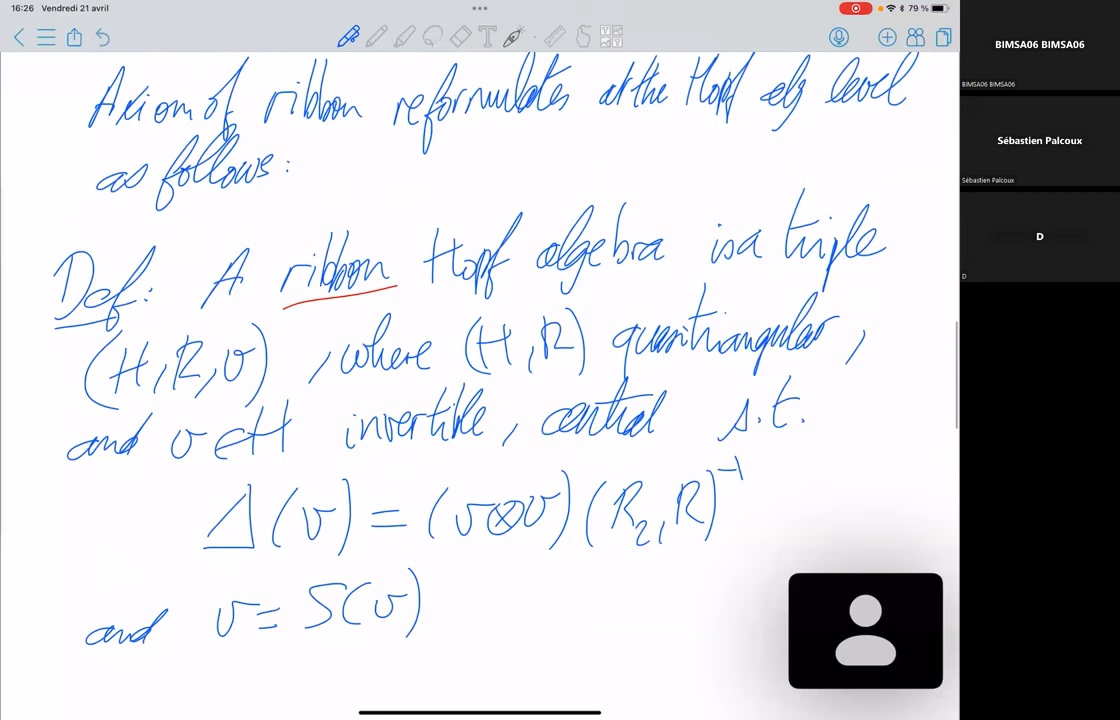 16:26 Vendredi 21 avril
79 %
Axiom of ribbon reformulates at the Hopf alg level
as follows:
Def: A ribbon Hopf algebra is a triple
(H, R, v), where (H, R) quasitriangular,
and v ∈ H invertible, central s.t.
Δ(v) = (v⊗v)(R₂₁R)⁻¹
and v = S(v)
BIMSA06 BIMSA06
BIMSA06 BIMSA06
Sébastien Palcoux
Sébastien Palcoux
D
D